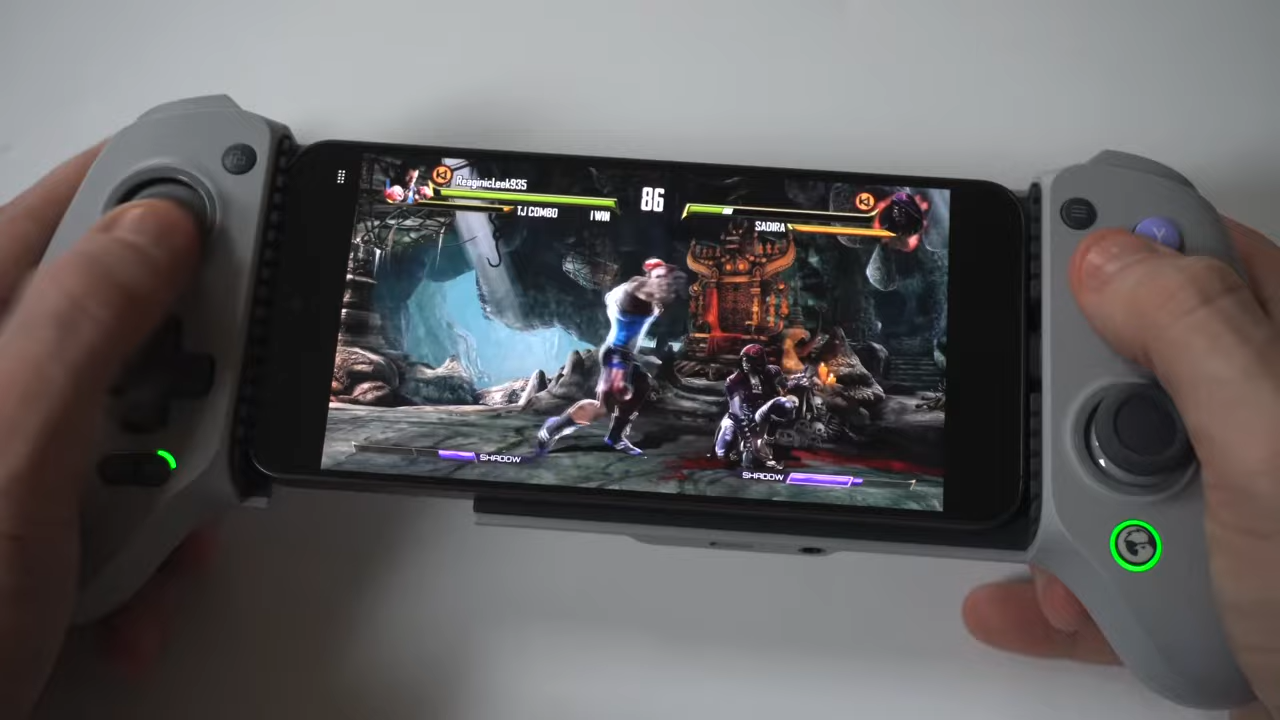 ReaginicLeek935
86
TJ COMBO
1 WIN
SADIRA
SHADOW
SHADOW
Y